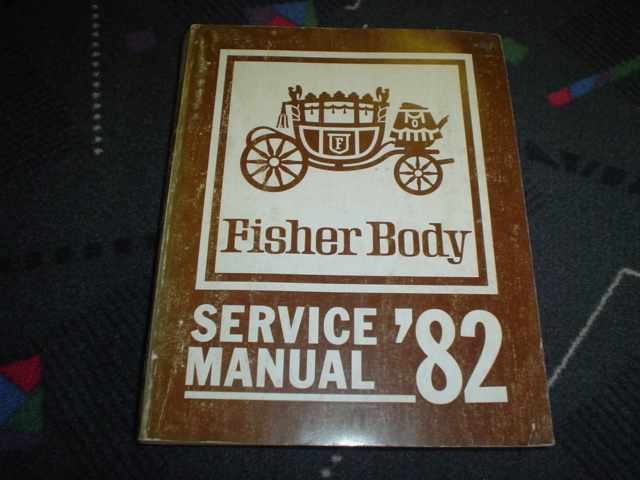 F
Fisher Body
SERVICE
MANUAL
'82